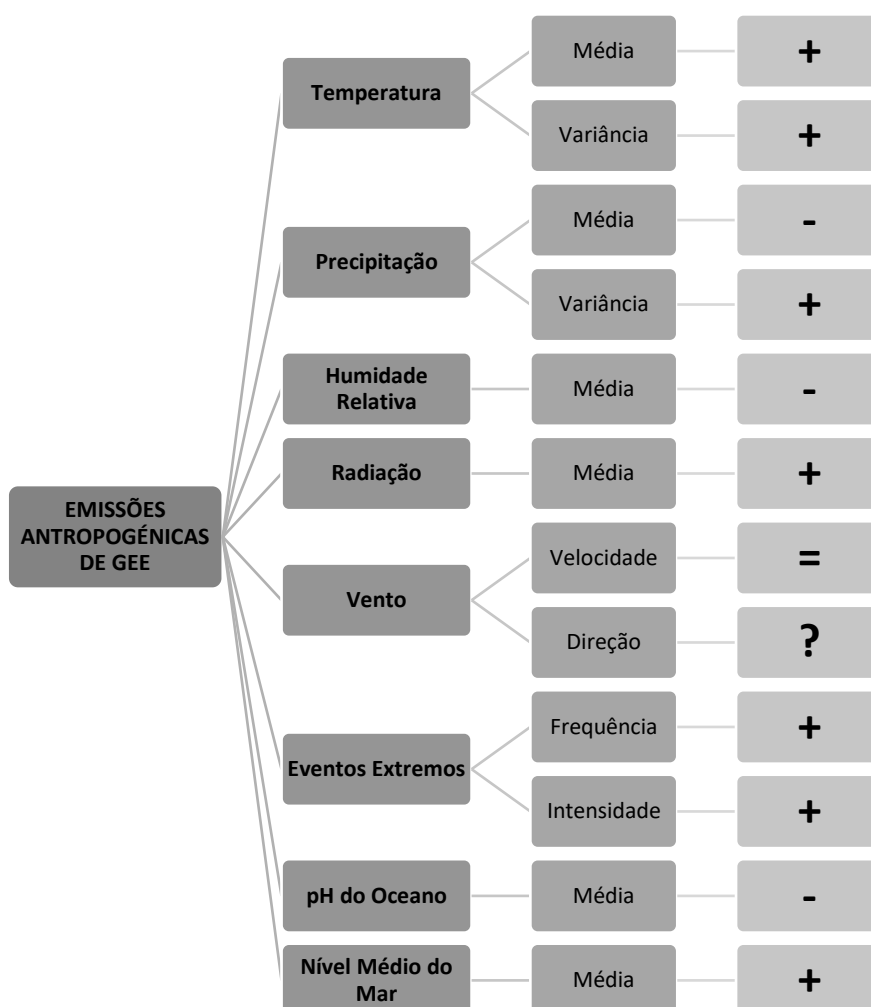 EMISSÕES
ANTROPOGÉNICAS
DE GEE
Temperatura
Média
+
Variância
+
Precipitação
Média
-
Variância
+
Humidade
Relativa
Média
-
Radiação
Média
+
Vento
Velocidade
=
Direção
?
Eventos Extremos
Frequência
+
Intensidade
+
pH do Oceano
Média
-
Nível Médio do
Mar
Média
+